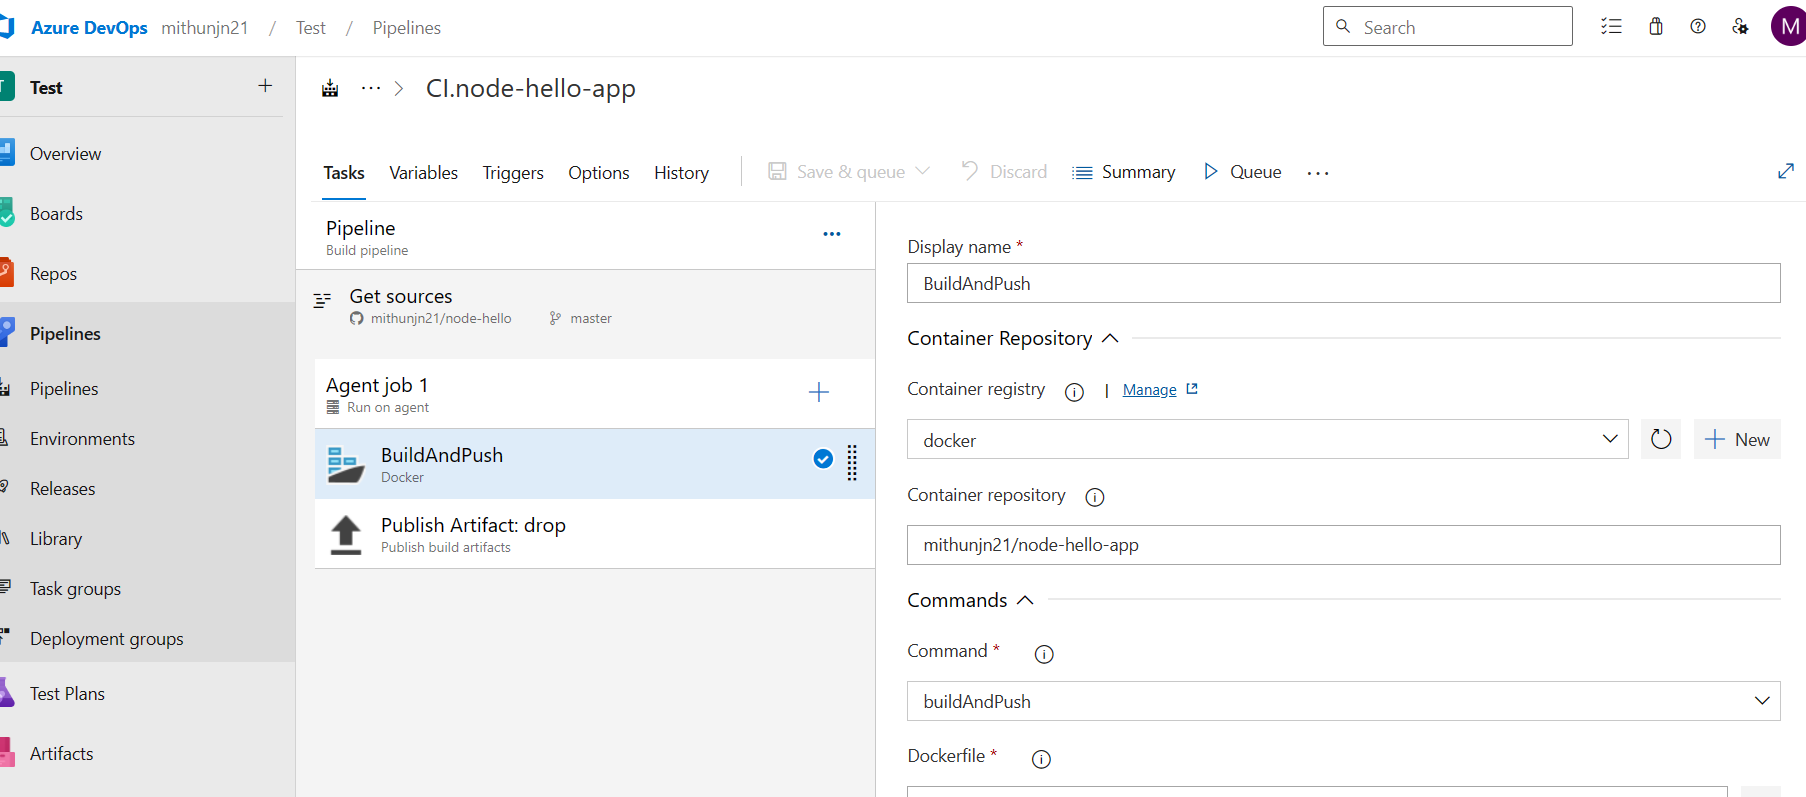 Azure DevOps mithunjn21 / Test / Pipelines
Search
M
T Test +
Overview
Boards
Repos
Pipelines
Pipelines
Environments
Releases
Library
Task groups
Deployment groups
Test Plans
Artifacts
... > CI.node-hello-app
Tasks Variables Triggers Options History Save & queue Discard Summary Queue ...
Pipeline ...
Build pipeline
Get sources
mithunjn21/node-hello master
Agent job 1 +
Run on agent
BuildAndPush
Docker
Publish Artifact: drop
Publish build artifacts
Display name *
BuildAndPush
Container Repository
Container registry | Manage
docker
+ New
Container repository
mithunjn21/node-hello-app
Commands
Command *
buildAndPush
Dockerfile *